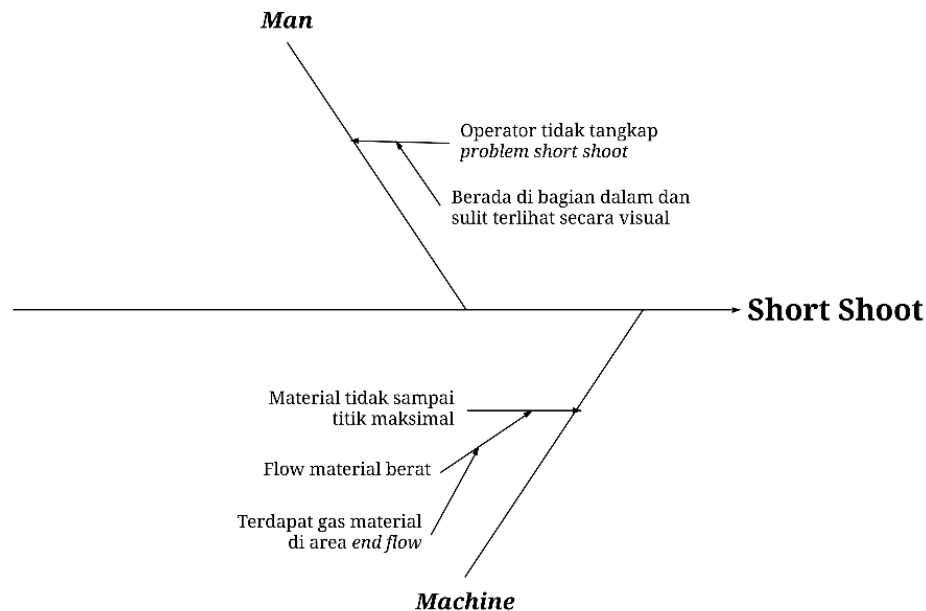 Man
Operator tidak tangkap
problem short shoot
Berada di bagian dalam dan
sulit terlihat secara visual
Short Shoot
Material tidak sampai
titik maksimal
Flow material berat
Terdapat gas material
di area end flow
Machine